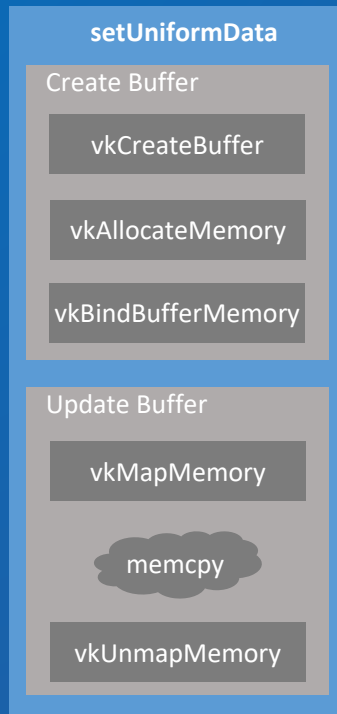 setUniformData
Create Buffer
vkCreateBuffer
vkAllocateMemory
vkBindBufferMemory
Update Buffer
vkMapMemory
memcpy
vkUnmapMemory